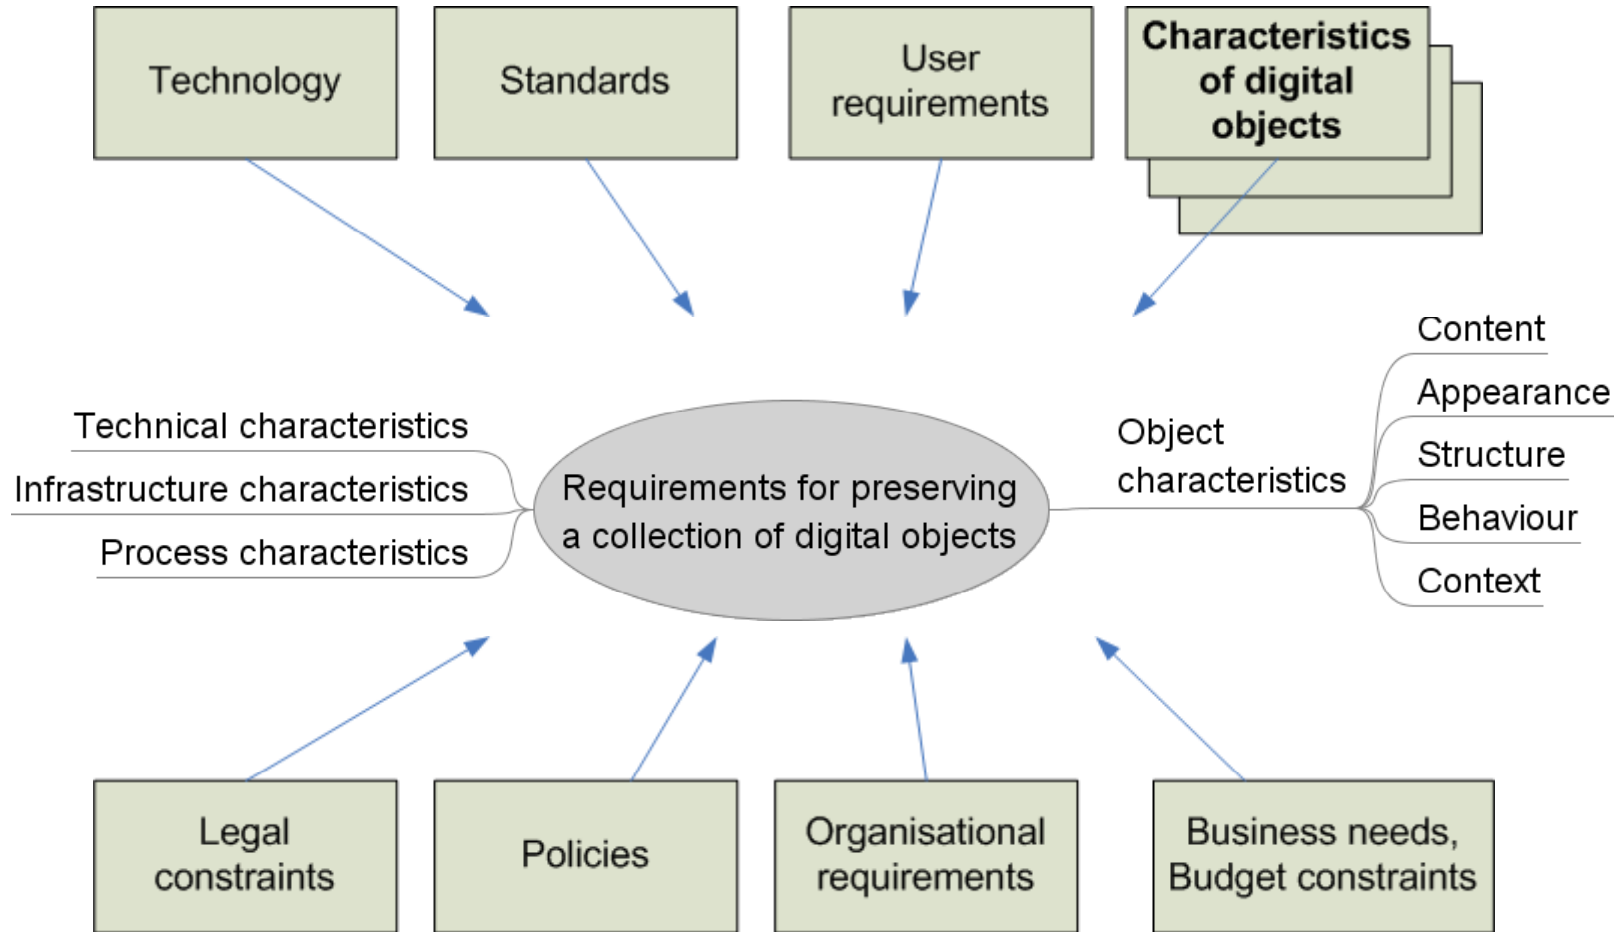 Technology
Standards
User
requirements
Characteristics
of digital
objects
Technical characteristics
Infrastructure characteristics
Process characteristics
Requirements for preserving
a collection of digital objects
Object
characteristics
Content
Appearance
Structure
Behaviour
Context
Legal
constraints
Policies
Organisational
requirements
Business needs,
Budget constraints